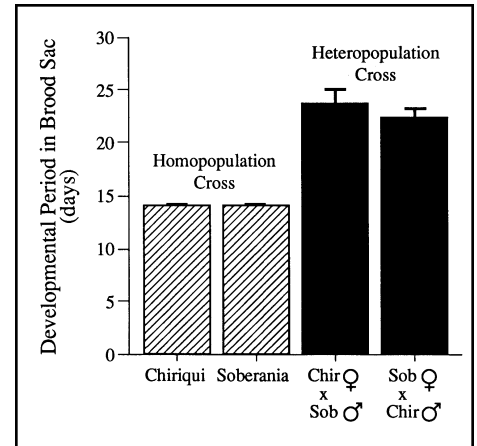 Developmental Period in Brood Sac
(days)
30
25
20
15
10
5
0
Homopopulation
Cross
Heteropopulation
Cross
Chiriqui
Soberania
Chir ♀
x
Sob ♂
Sob ♀
x
Chir ♂